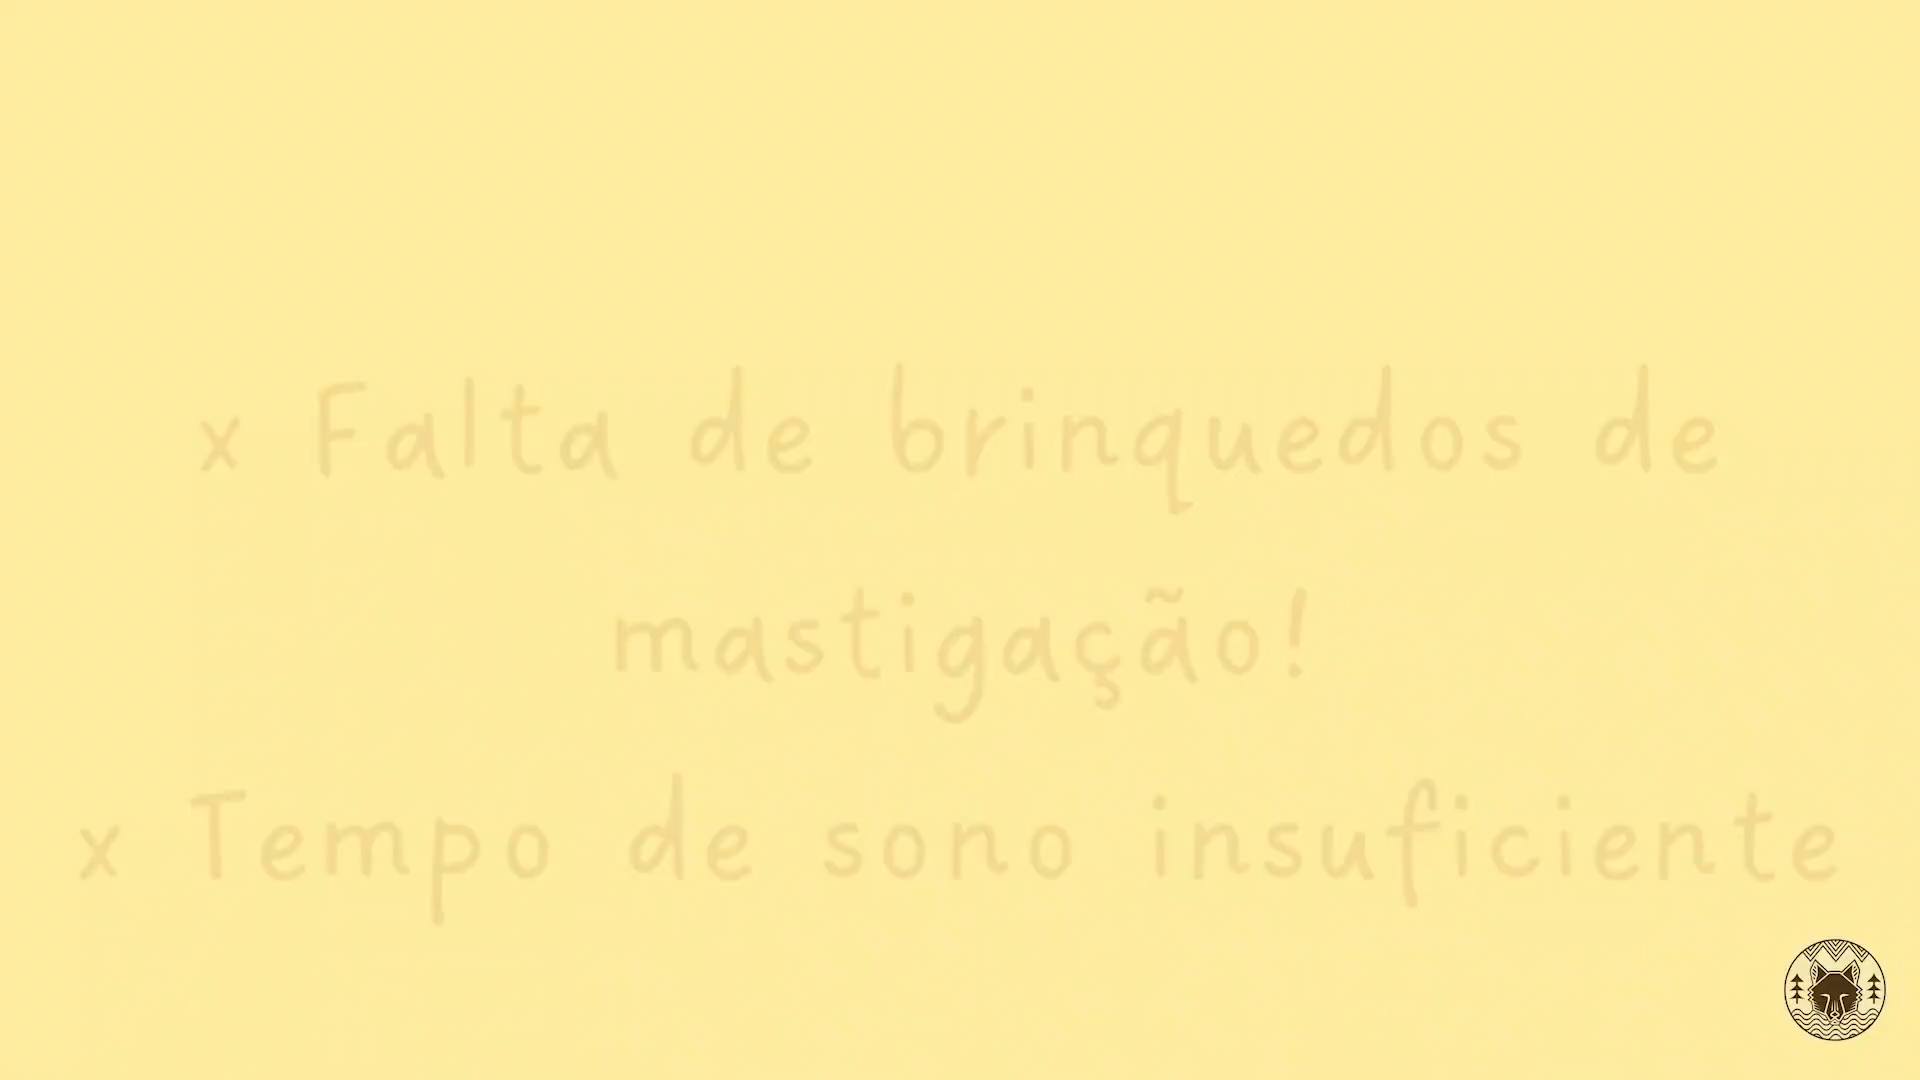 x Falta de brinquedos de
mastigação!
x Tempo de sono insuficiente